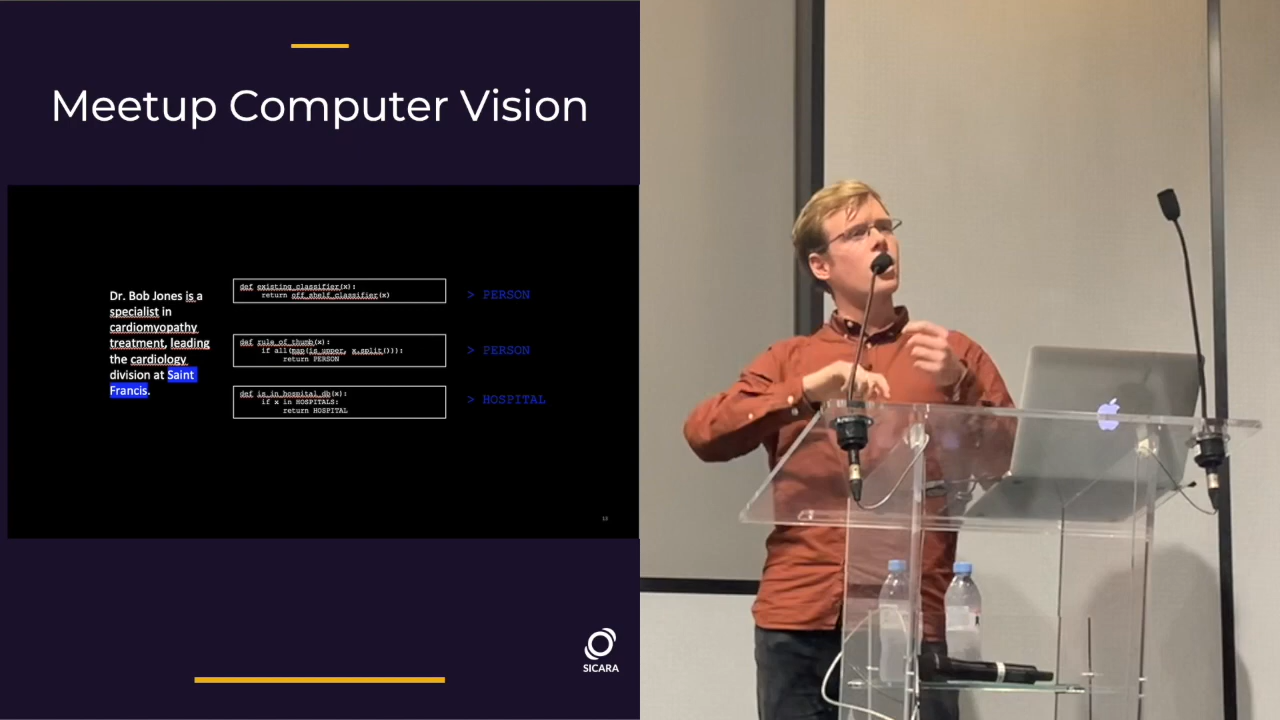 Meetup Computer Vision
Dr. Bob Jones is a
specialist in
cardiomyopathy
treatment, leading
the cardiology
division at Saint
Francis.
def existing_classifier(x):
return off_shelf_classifier(x)
> PERSON
def rule_of_thumb(x):
if all(map(is_upper, x.split())):
return PERSON
> PERSON
def is_in_hospital_db(x):
if x in HOSPITALS:
return HOSPITAL
> HOSPITAL
13
SICARA